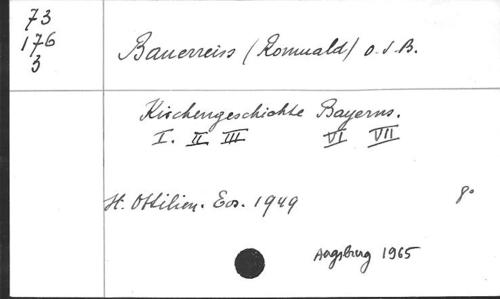 73
176
3
Bauerreiss (Romuald) O.S.B.
Kirchengeschichte Bayerns.
I. II III VI VII
St. Ottilien. Eos. 1949 8°
Augsburg 1965